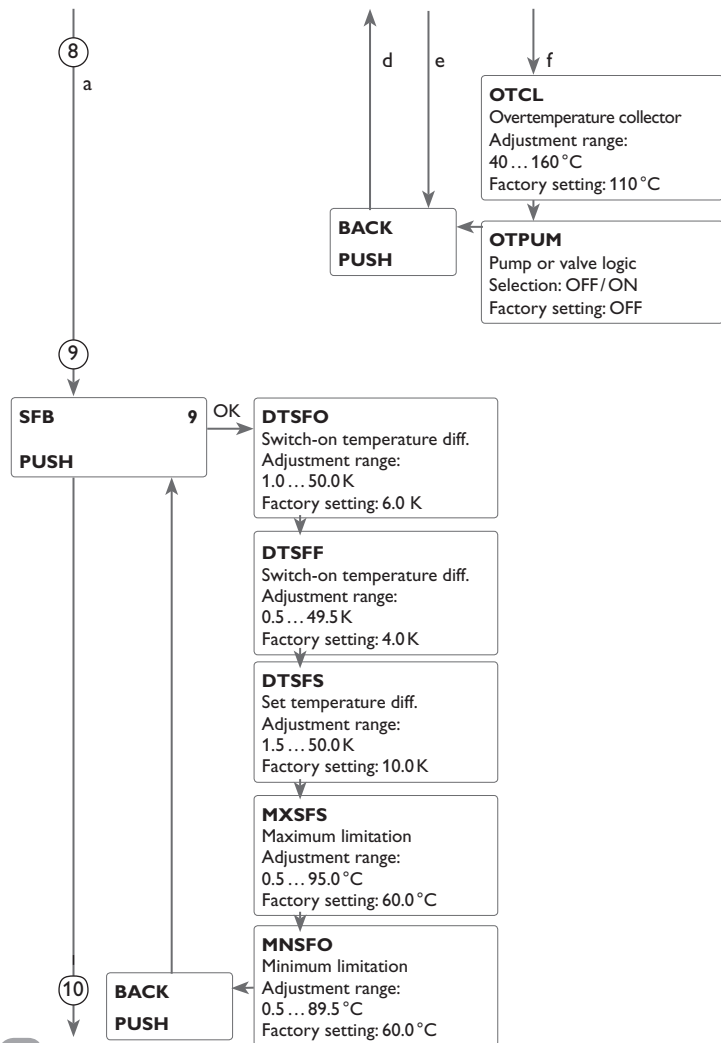 8
a
d
e
f
OTCL
Overtemperature collector
Adjustment range:
40 ... 160 °C
Factory setting: 110 °C
BACK
PUSH
OTPUM
Pump or valve logic
Selection: OFF / ON
Factory setting: OFF
9
SFB 9
PUSH
OK
DTSFO
Switch-on temperature diff.
Adjustment range:
1.0 ... 50.0 K
Factory setting: 6.0 K
DTSFF
Switch-on temperature diff.
Adjustment range:
0.5 ... 49.5 K
Factory setting: 4.0 K
DTSFS
Set temperature diff.
Adjustment range:
1.5 ... 50.0 K
Factory setting: 10.0 K
MXSFS
Maximum limitation
Adjustment range:
0.5 ... 95.0 °C
Factory setting: 60.0 °C
MNSFO
Minimum limitation
Adjustment range:
0.5 ... 89.5 °C
Factory setting: 60.0 °C
10
BACK
PUSH